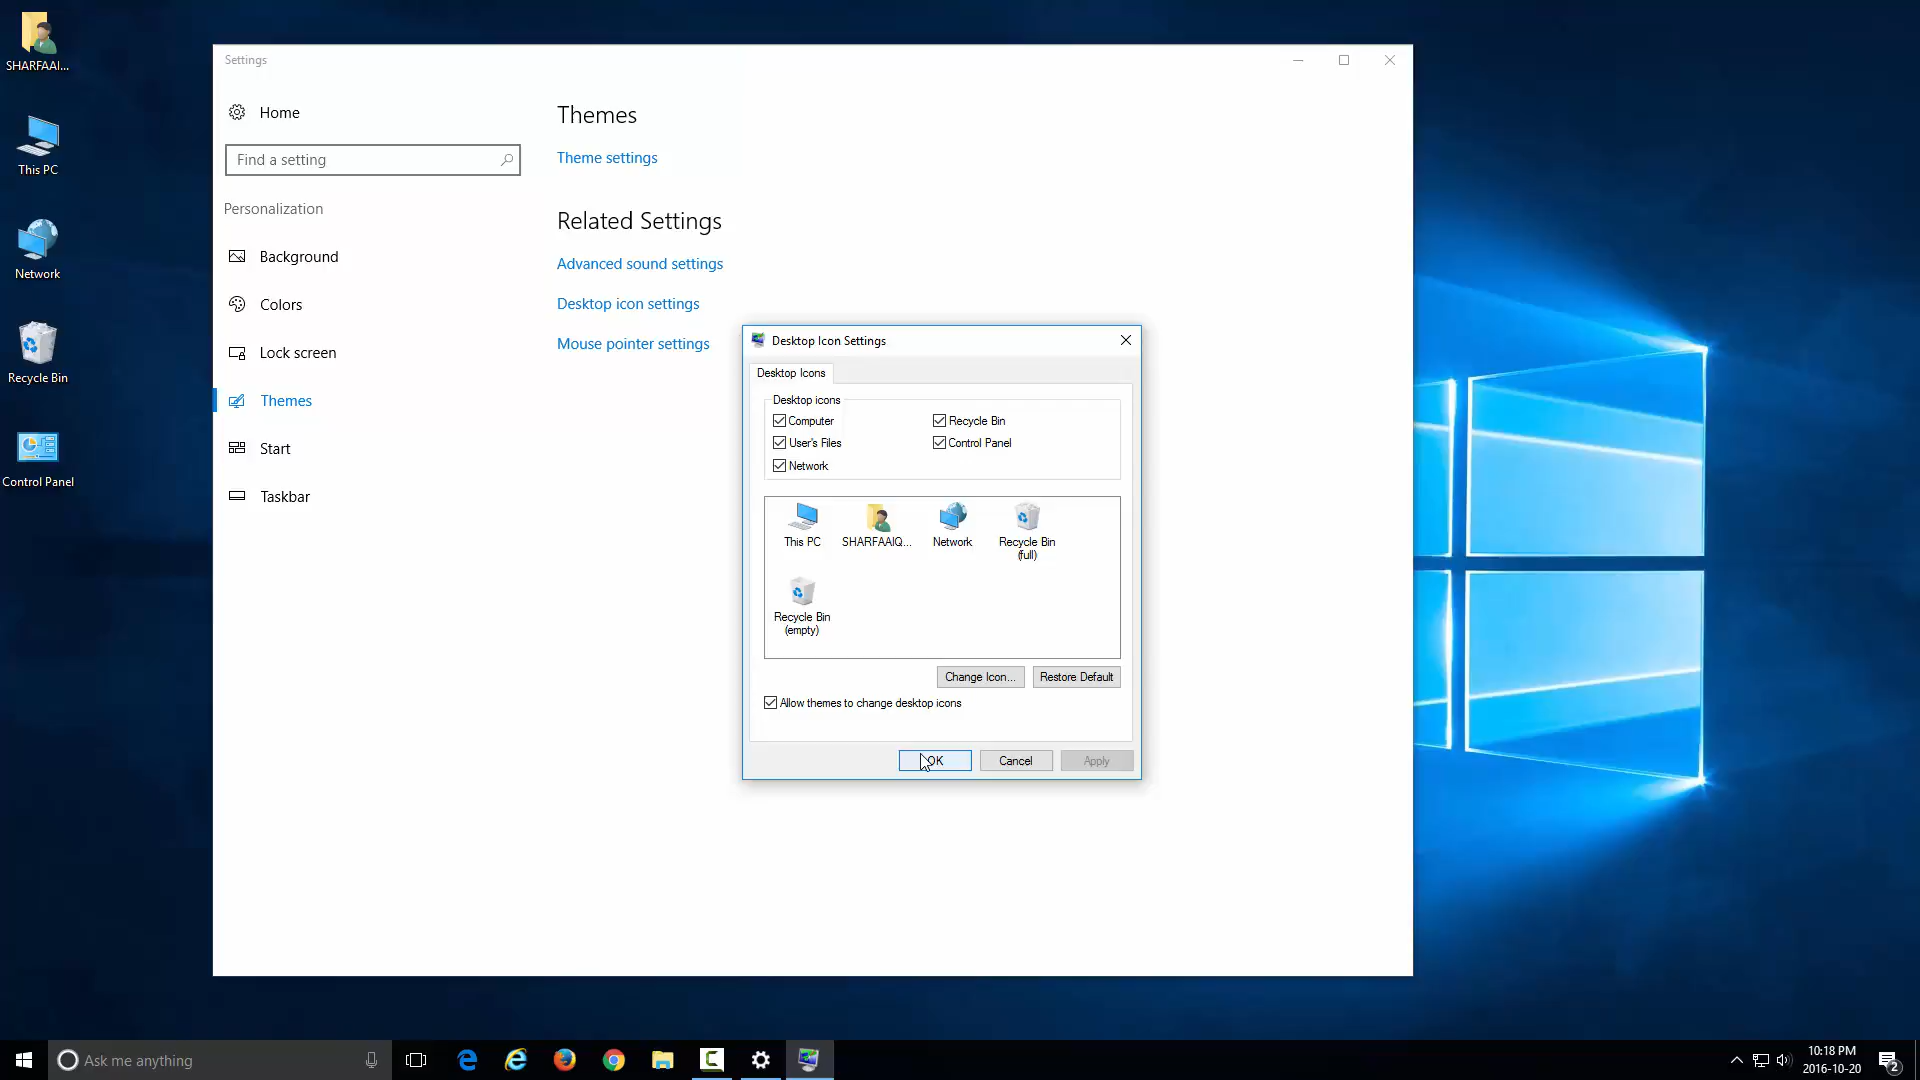 SHARFAAI...
This PC
Network
Recycle Bin
Control Panel
Settings
Home
Find a setting
Personalization
Background
Colors
Lock screen
Themes
Start
Taskbar
Themes
Theme settings
Related Settings
Advanced sound settings
Desktop icon settings
Mouse pointer settings
Desktop Icon Settings
Desktop Icons
Desktop icons
Computer
Recycle Bin
User's Files
Control Panel
Network
This PC
SHARFAAIQ...
Network
Recycle Bin
(full)
Recycle Bin
(empty)
Change Icon...
Restore Default
Allow themes to change desktop icons
OK
Cancel
Apply
Ask me anything
10:18 PM
2016-10-20
2